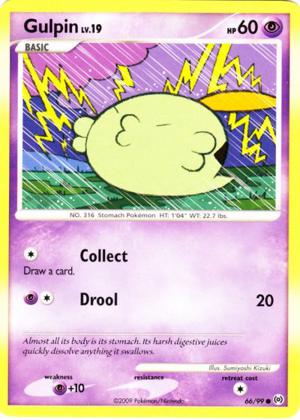 Gulpin LV.19 HP 60
BASIC
NO. 316 Stomach Pokémon HT: 1'04" WT: 22.7 lbs.
Collect
Draw a card.
Drool 20
Almost all its body is its stomach. Its harsh digestive juices
quickly dissolve anything it swallows.
Illus. Sumiyoshi Kizuki
weakness resistance retreat cost
+10
©2009 Pokémon/Nintendo 66/99